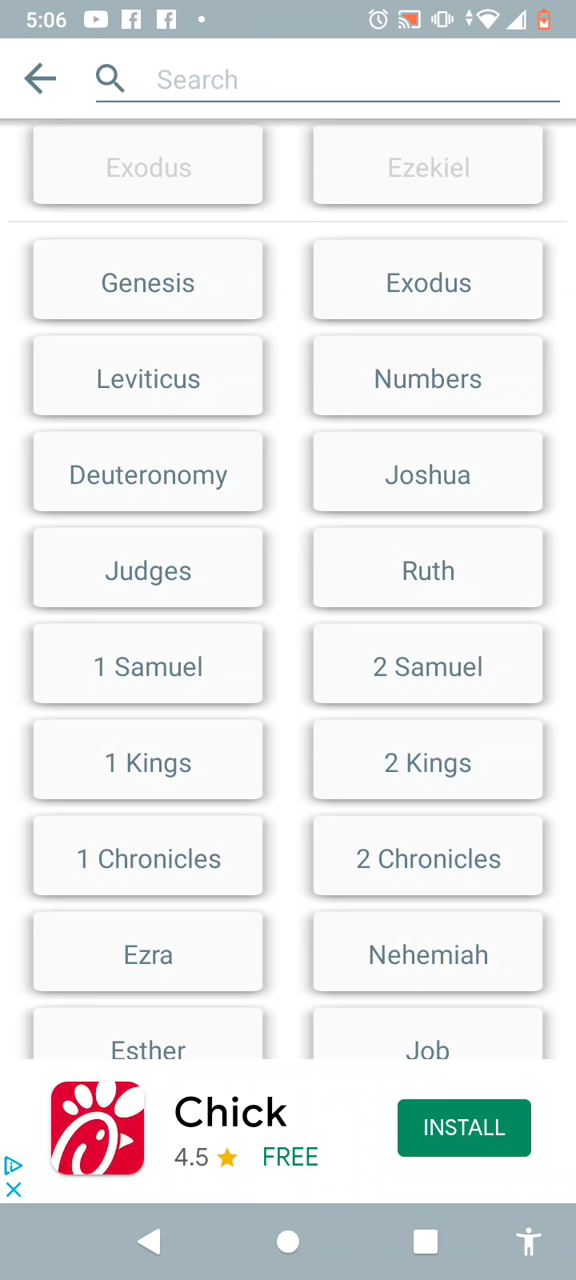 5:06
Search
Exodus Ezekiel
Genesis Exodus
Leviticus Numbers
Deuteronomy Joshua
Judges Ruth
1 Samuel 2 Samuel
1 Kings 2 Kings
1 Chronicles 2 Chronicles
Ezra Nehemiah
Esther Job
Chick
4.5 FREE
INSTALL